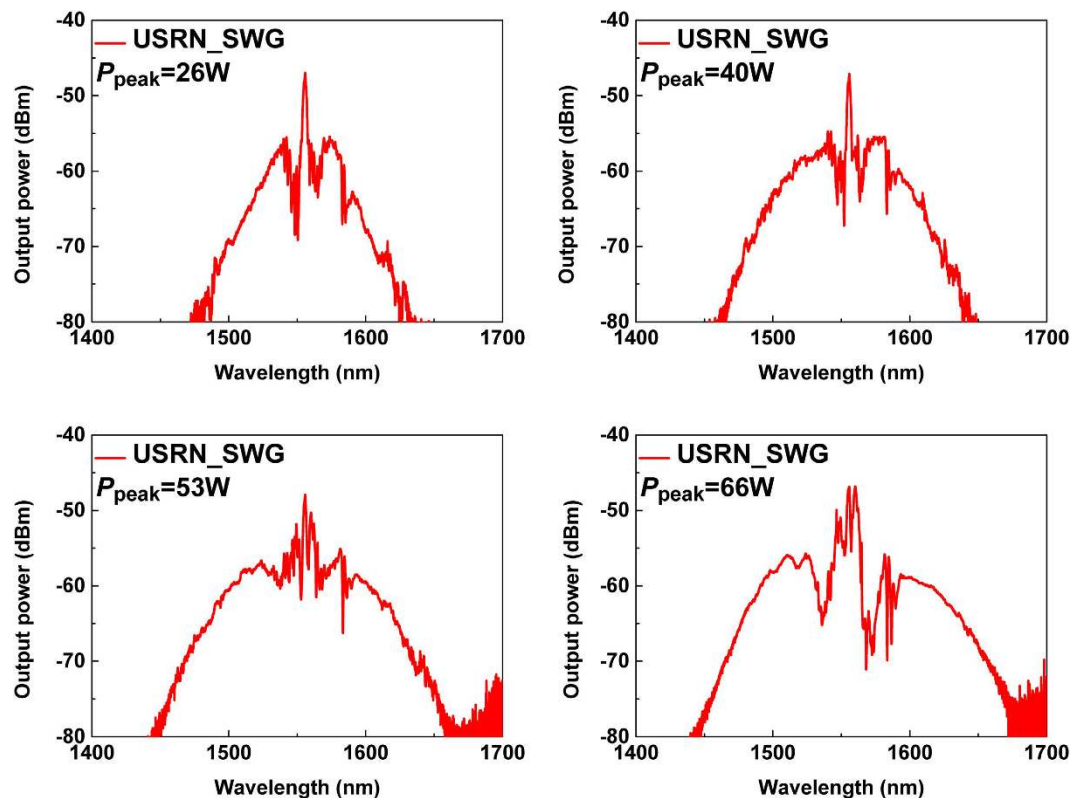 USRN_SWG
Ppeak=26W
-40
-50
-60
-70
-80
Output power (dBm)
1400
1500
1600
1700
Wavelength (nm)
USRN_SWG
Ppeak=40W
-40
-50
-60
-70
-80
Output power (dBm)
1400
1500
1600
1700
Wavelength (nm)
USRN_SWG
Ppeak=53W
-40
-50
-60
-70
-80
Output power (dBm)
1400
1500
1600
1700
Wavelength (nm)
USRN_SWG
Ppeak=66W
-40
-50
-60
-70
-80
Output power (dBm)
1400
1500
1600
1700
Wavelength (nm)